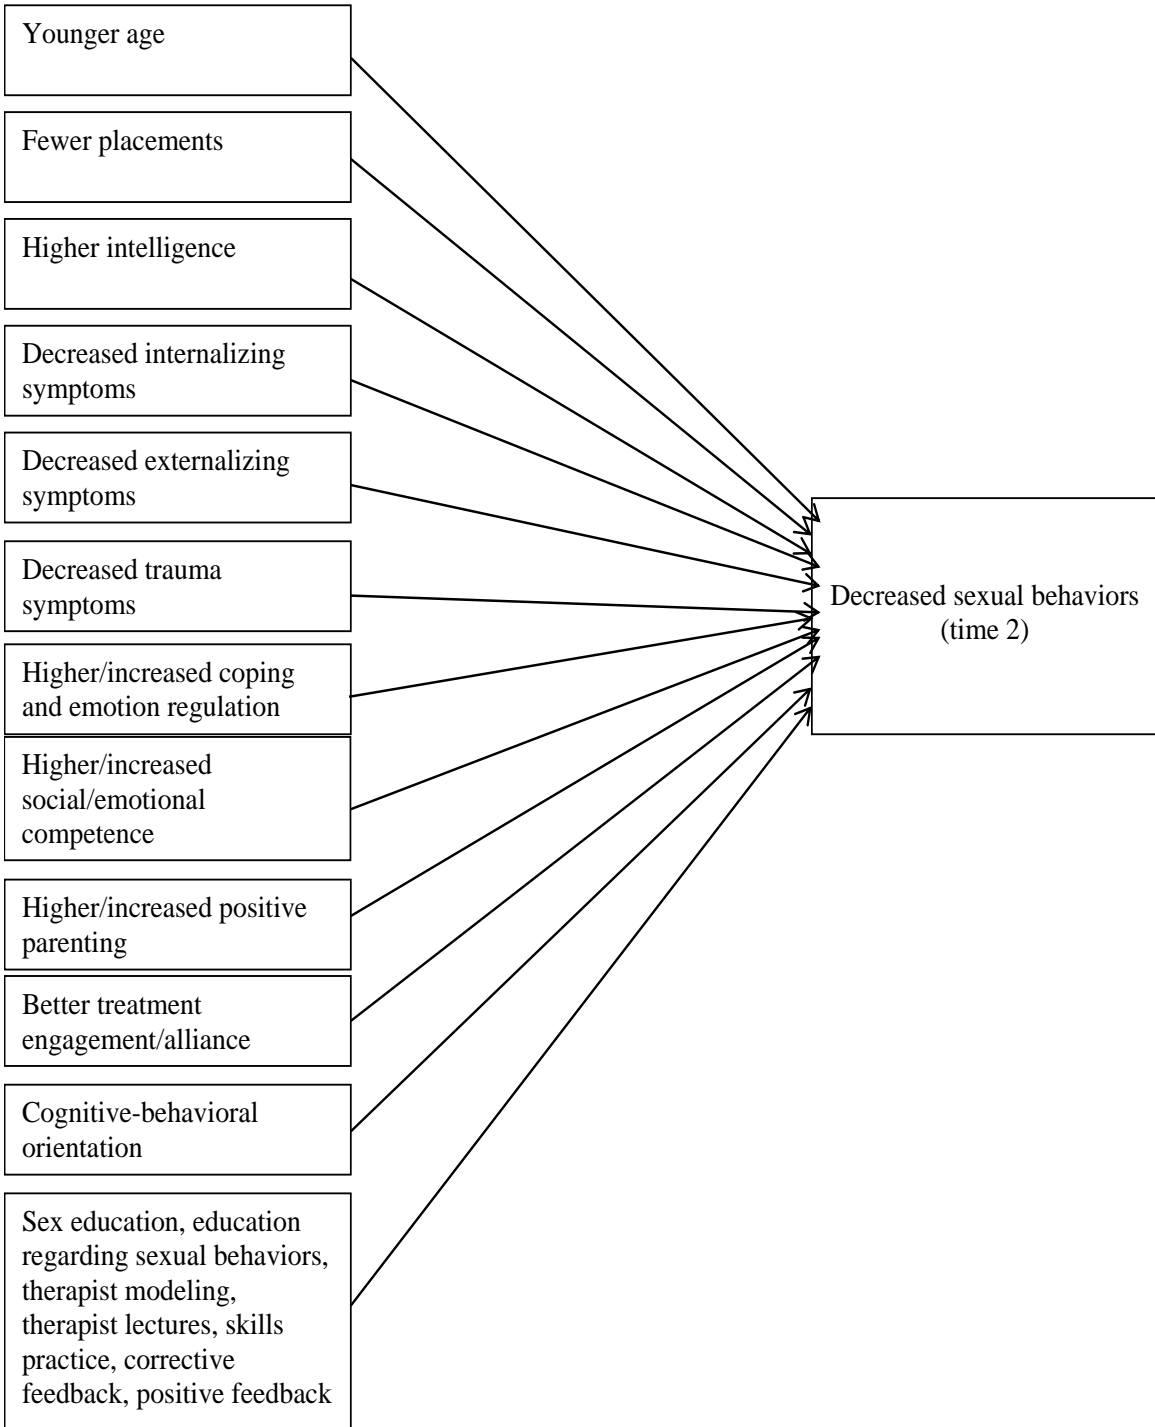 Younger age
Fewer placements
Higher intelligence
Decreased internalizing
symptoms
Decreased externalizing
symptoms
Decreased trauma
symptoms
Higher/increased coping
and emotion regulation
Higher/increased
social/emotional
competence
Higher/increased positive
parenting
Better treatment
engagement/alliance
Cognitive-behavioral
orientation
Sex education, education
regarding sexual behaviors,
therapist modeling,
therapist lectures, skills
practice, corrective
feedback, positive feedback
Decreased sexual behaviors
(time 2)